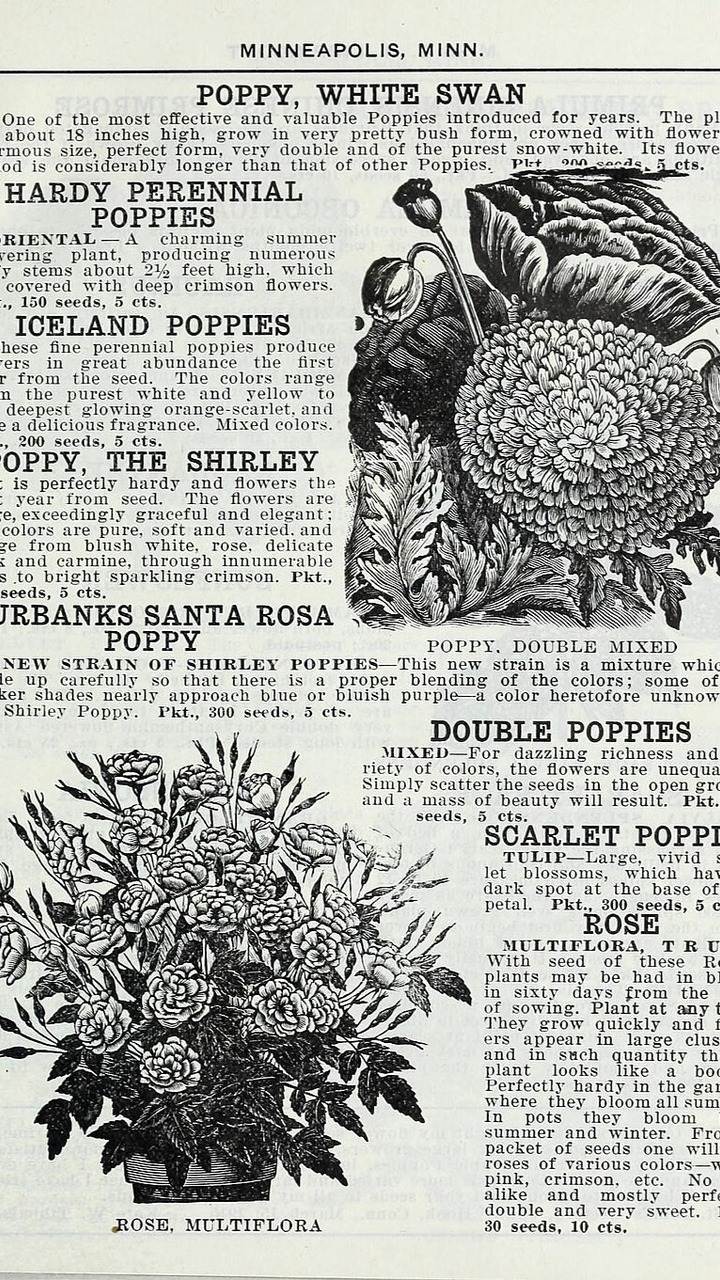 MINNEAPOLIS, MINN.
POPPY, WHITE SWAN
One of the most effective and valuable Poppies introduced for years. The pl
about 18 inches high, grow in very pretty bush form, crowned with flower
rmous size, perfect form, very double and of the purest snow-white. Its flowe
od is considerably longer than that of other Poppies. Pkt., 200 seeds, 5 cts.
HARDY PERENNIAL
POPPIES
ORIENTAL—A charming summer
vering plant, producing numerous
y stems about 2½ feet high, which
covered with deep crimson flowers.
., 150 seeds, 5 cts.
ICELAND POPPIES
hese fine perennial poppies produce
vers in great abundance the first
r from the seed. The colors range
m the purest white and yellow to
deepest glowing orange-scarlet, and
e a delicious fragrance. Mixed colors.
., 200 seeds, 5 cts.
POPPY, THE SHIRLEY
t is perfectly hardy and flowers the
t year from seed. The flowers are
ge, exceedingly graceful and elegant;
colors are pure, soft and varied, and
ge from blush white, rose, delicate
k and carmine, through innumerable
s to bright sparkling crimson. Pkt.,
seeds, 5 cts.
URBANKS SANTA ROSA
POPPY
POPPY, DOUBLE MIXED
NEW STRAIN OF SHIRLEY POPPIES—This new strain is a mixture whic
le up carefully so that there is a proper blending of the colors; some of
ker shades nearly approach blue or bluish purple—a color heretofore unknow
Shirley Poppy. Pkt., 300 seeds, 5 cts.
DOUBLE POPPIES
MIXED—For dazzling richness and
riety of colors, the flowers are unequa
Simply scatter the seeds in the open gro
and a mass of beauty will result. Pkt.
seeds, 5 cts.
SCARLET POPPI
TULIP—Large, vivid s
let blossoms, which hav
dark spot at the base of
petal. Pkt., 300 seeds, 5 c
ROSE
MULTIFLORA, TRU
With seed of these Ro
plants may be had in bl
in sixty days from the
of sowing. Plant at any t
They grow quickly and f
ers appear in large clus
and in such quantity th
plant looks like a bou
Perfectly hardy in the gar
where they bloom all sum
In pots they bloom
summer and winter. Fro
packet of seeds one will
roses of various colors—w
pink, crimson, etc. No
alike and mostly perfe
double and very sweet.
30 seeds, 10 cts.
ROSE, MULTIFLORA